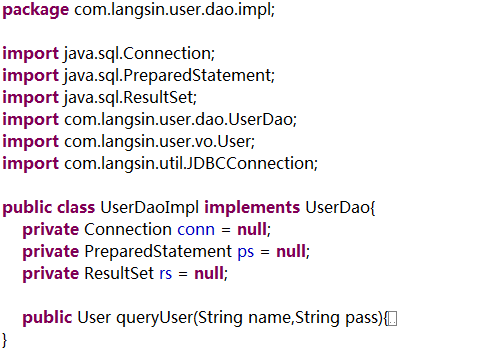 package com.langsin.user.dao.impl;
import java.sql.Connection;
import java.sql.PreparedStatement;
import java.sql.ResultSet;
import com.langsin.user.dao.UserDao;
import com.langsin.user.vo.User;
import com.langsin.util.JDBCConnection;
public class UserDaoImpl implements UserDao{
private Connection conn = null;
private PreparedStatement ps = null;
private ResultSet rs = null;
public User queryUser(String name,String pass){
}